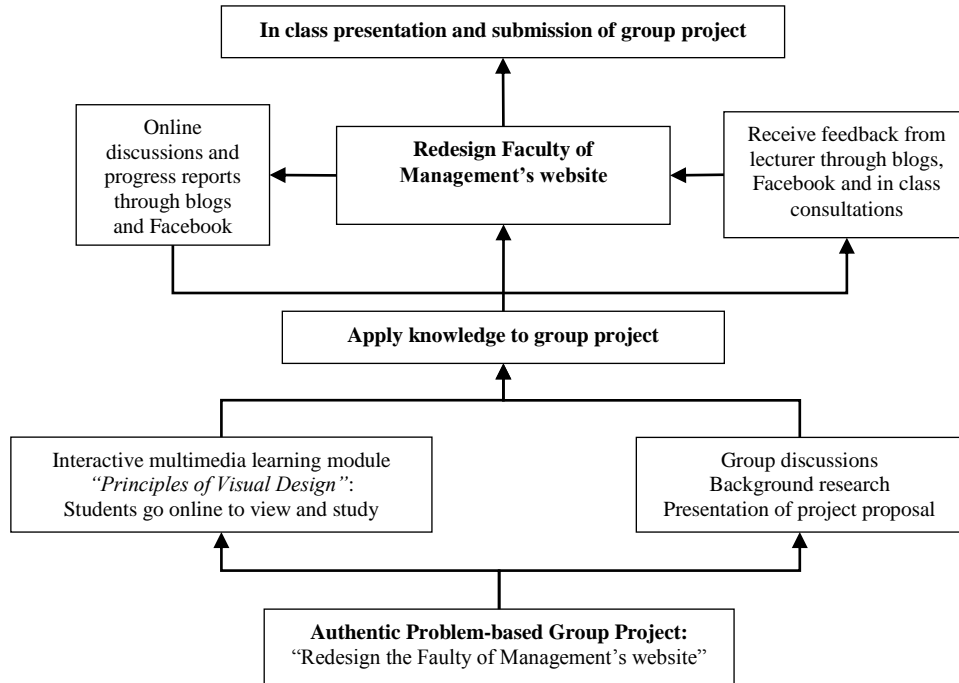 In class presentation and submission of group project
Online
discussions and
progress reports
through blogs
and Facebook
Redesign Faculty of
Management’s website
Receive feedback from
lecturer through blogs,
Facebook and in class
consultations
Apply knowledge to group project
Interactive multimedia learning module
“Principles of Visual Design”:
Students go online to view and study
Group discussions
Background research
Presentation of project proposal
Authentic Problem-based Group Project:
“Redesign the Faulty of Management’s website”